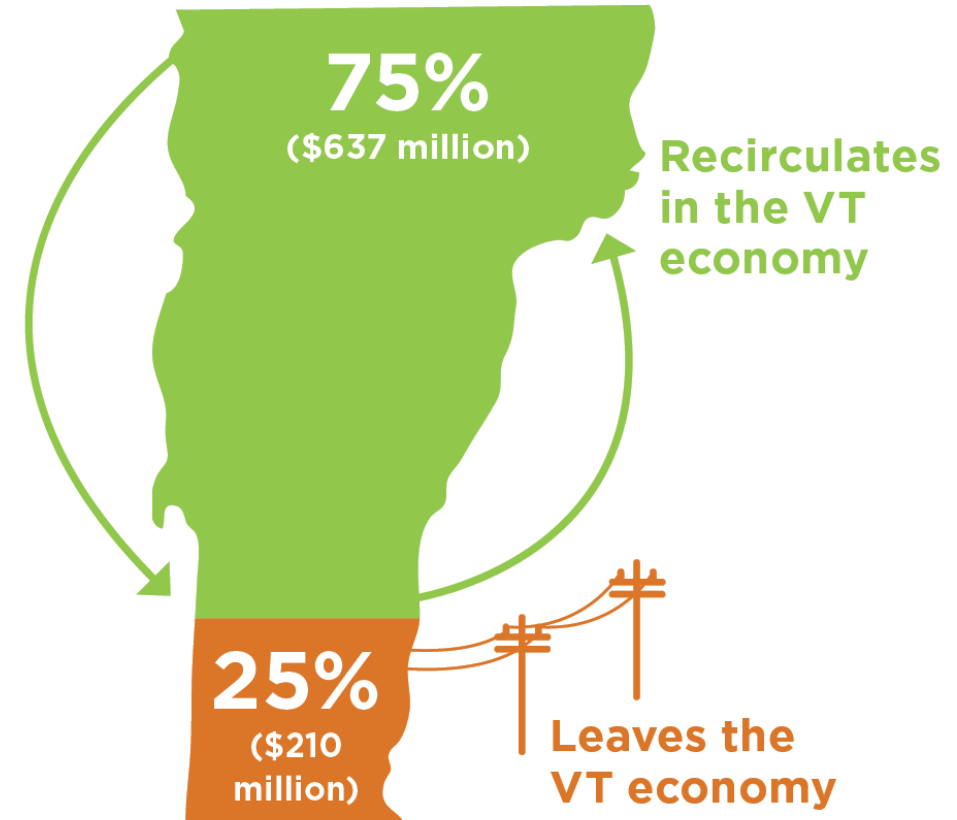 75%
($637 million)
Recirculates
in the VT
economy
25%
($210
million)
Leaves the
VT economy